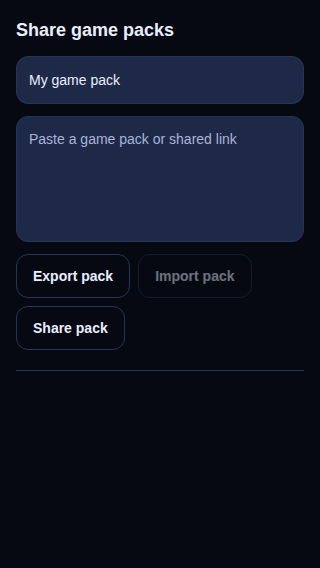 Share game packs
My game pack
Paste a game pack or shared link
Export pack
Import pack
Share pack